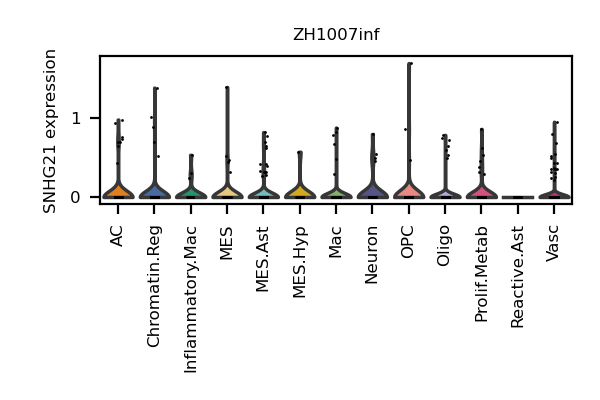 ZH1007inf
SNHG21 expression
1
0
AC
Chromatin.Reg
Inflammatory.Mac
MES
MES.Ast
MES.Hyp
Mac
Neuron
OPC
Oligo
Prolif.Metab
Reactive.Ast
Vasc